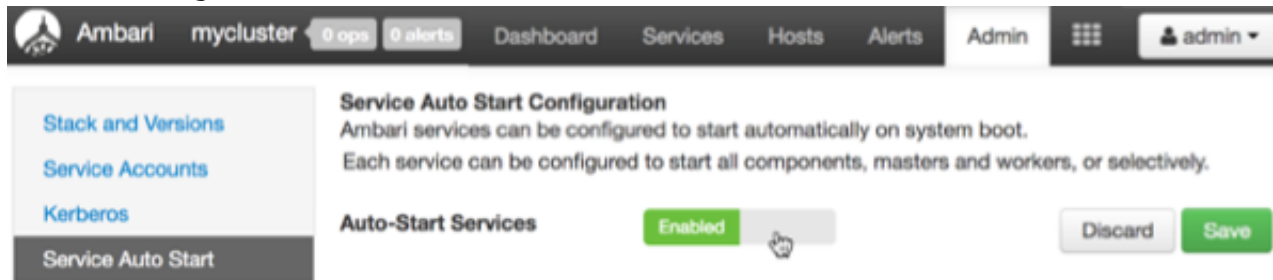 Ambari mycluster 0 ops 0 alerts Dashboard Services Hosts Alerts Admin admin
Stack and Versions
Service Accounts
Kerberos
Service Auto Start
Service Auto Start Configuration
Ambari services can be configured to start automatically on system boot.
Each service can be configured to start all components, masters and workers, or selectively.
Auto-Start Services Enabled Discard Save